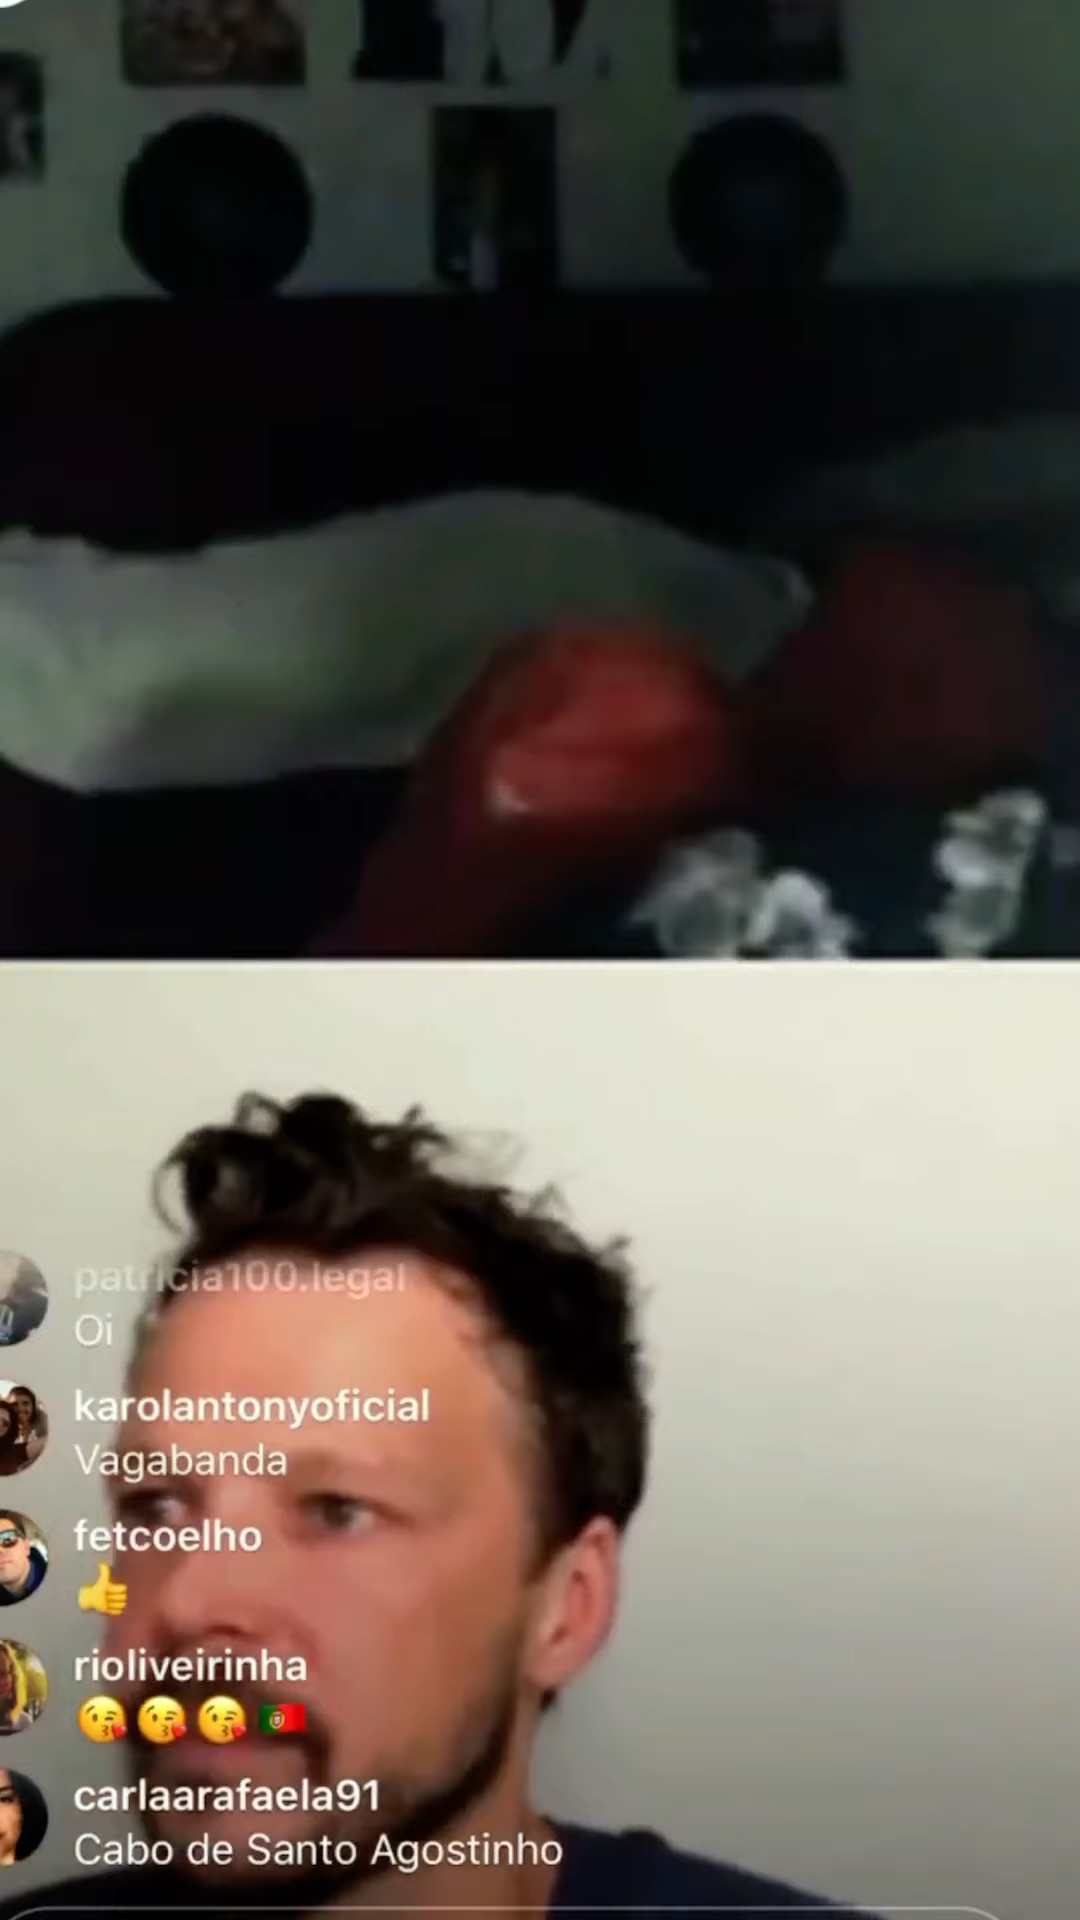 patricia100.legal
Oi
karolantonyoficial
Vagabanda
fetcoelho
👍
rioliveirinha
😘😘😘🇵🇹
carlaarafaela91
Cabo de Santo Agostinho